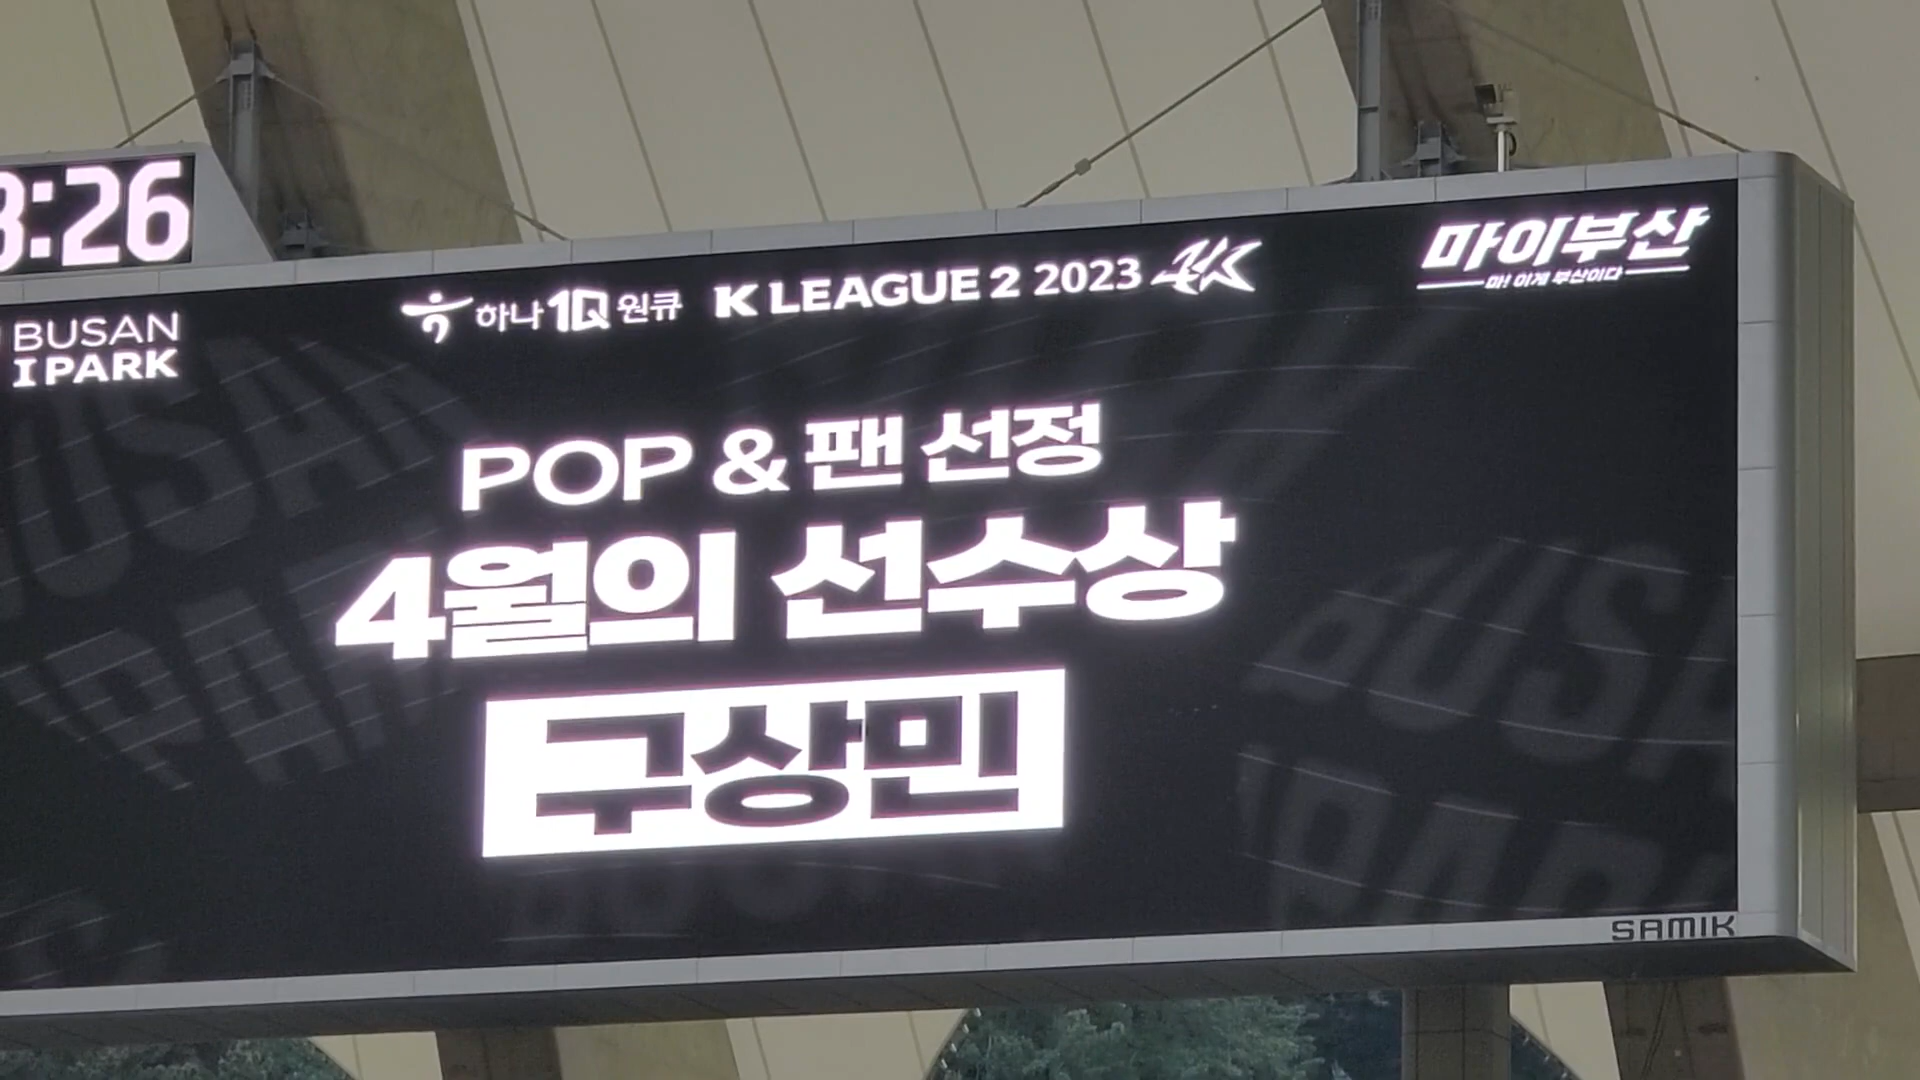 :26
BUSAN
I PARK
하나 1Q 원큐 K LEAGUE 2 2023
마이부산
마! 이게 부산이다
POP & 팬 선정
4월의 선수상
구상민
SAMIK